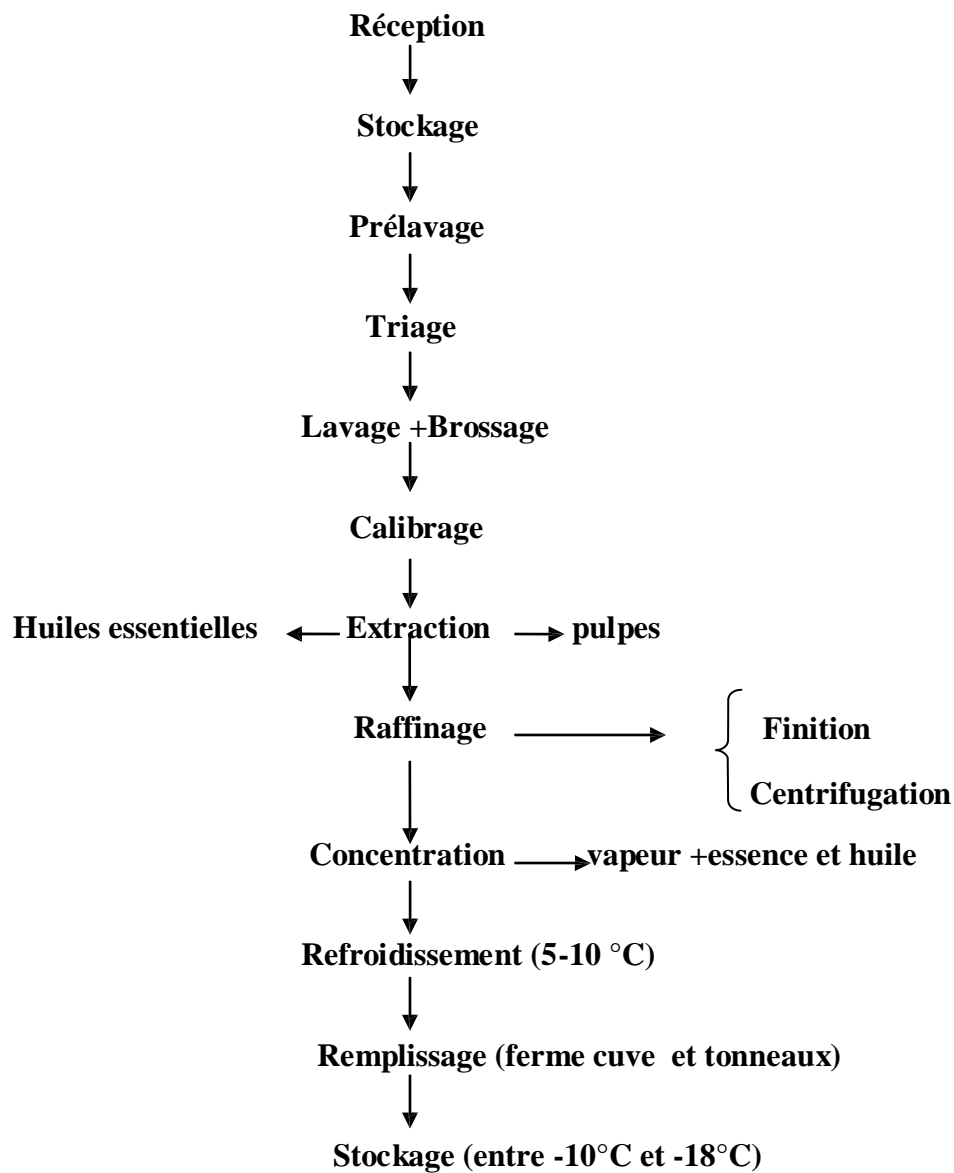 Réception
Stockage
Prélavage
Triage
Lavage +Brossage
Calibrage
Huiles essentielles Extraction pulpes
Raffinage Finition
Centrifugation
Concentration vapeur +essence et huile
Refroidissement (5-10 °C)
Remplissage (ferme cuve et tonneaux)
Stockage (entre -10°C et -18°C)